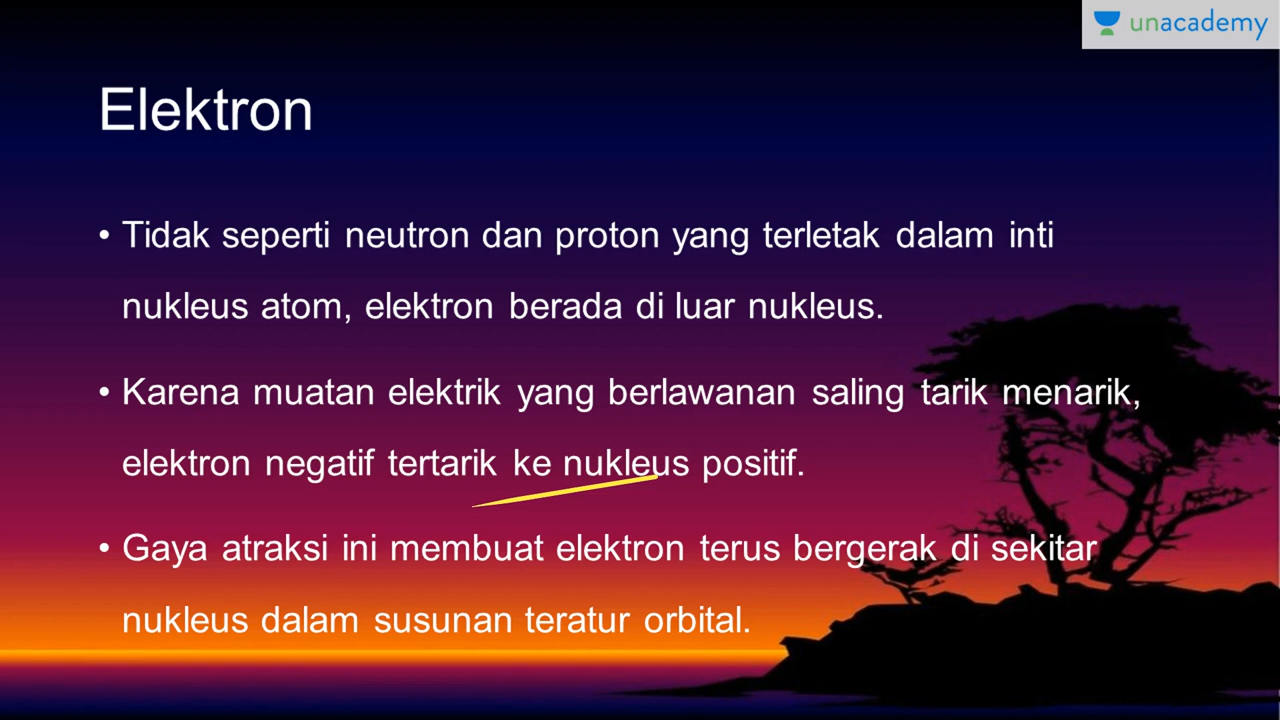 unacademy
Elektron
• Tidak seperti neutron dan proton yang terletak dalam inti
nukleus atom, elektron berada di luar nukleus.
• Karena muatan elektrik yang berlawanan saling tarik menarik,
elektron negatif tertarik ke nukleus positif.
• Gaya atraksi ini membuat elektron terus bergerak di sekitar
nukleus dalam susunan teratur orbital.